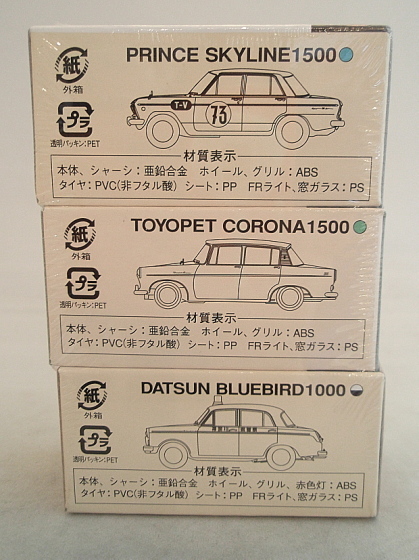 PRINCE SKYLINE1500
紙
外箱
プラ
透明パッキン:PET
T-V
73
材質表示
本体、シャーシ：亜鉛合金 ホイール、グリル：ABS
タイヤ：PVC(非フタル酸) シート：PP FRライト、窓ガラス：PS
TOYOPET CORONA1500
紙
外箱
プラ
透明パッキン:PET
材質表示
本体、シャーシ：亜鉛合金 ホイール、グリル：ABS
タイヤ：PVC(非フタル酸) シート：PP FRライト、窓ガラス：PS
DATSUN BLUEBIRD1000
紙
外箱
プラ
透明パッキン:PET
材質表示
本体、シャーシ：亜鉛合金 ホイール、グリル、赤色灯：ABS
タイヤ：PVC(非フタル酸) シート：PP FRライト、窓ガラス：PS